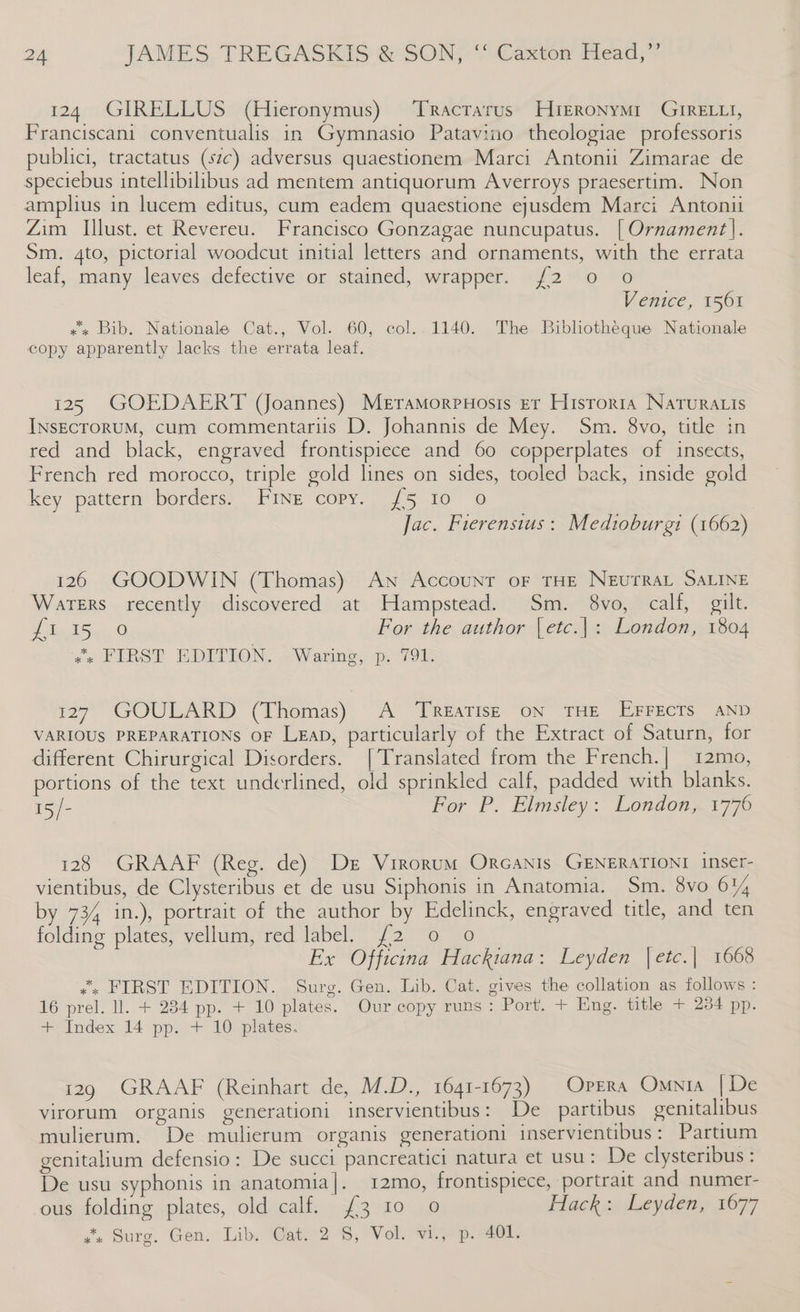 24 JAMES TREGASKIS & SON, “ Caxton Head,”
124 GIRELLUS (Hieronymus) Tractatus Hieronymi Girelli,
Franciscani conventualis in Gymnasio Patavino theologiae professoris
publici, tractatus (sic) adversus quaestionem Marci Antonii Zimarae de
speciebus intellibilibus ad mentem antiquorum Averroys praesertim. Non
amplius in lucem editus, cum eadem quaestione ejusdem Marci Antonii
Zim Illust. et Revereu. Francisco Gonzagae nuncupatus. [Ornament].
Sm. 4to, pictorial woodcut initial letters and ornaments, with the errata
leaf, many leaves defective or stained, wrapper. £2 0 0
Venice, 1561
*** Bib. Nationale Cat., Vol. 60, col. 1140. The Bibliothèque Nationale
copy apparently lacks the errata leaf.
125 GOEDAERT (Joannes) Metamorphosis et Historia Naturalis
Insectorum, cum commentariis D. Johannis de Mey. Sm. 8vo, title in
red and black, engraved frontispiece and 60 copperplates of insects,
French red morocco, triple gold lines on sides, tooled back, inside gold
key pattern borders. Fine copy. £5 10 0
Jac. Fierensius: Medioburgi (1662)
126 GOODWIN (Thomas) An Account of the Neutral Saline
Waters recently discovered at Hampstead. Sm. 8vo, calf, gilt.
£1 15 0 For the author [etc.]: London, 1804
*** FIRST EDITION. Waring, p. 791.
127 GOULARD (Thomas) A Treatise on the Effects and
various preparations of Lead, particularly of the Extract of Saturn, for
different Chirurgical Disorders. [Translated from the French.] 12mo,
portions of the text underlined, old sprinkled calf, padded with blanks.
15/- For P. Elmsley: London, 1776
128 GRAAF (Reg. de) De Virorum Organis Generationi inser-
vientibus, de Clysteribus et de usu Siphonis in Anatomia. Sm. 8vo 6¼
by 7¾ in.), portrait of the author by Edelinck, engraved title, and ten
folding plates, vellum, red label. £2 0 0
Ex Officina Hackiana: Leyden [etc.] 1668
*** FIRST EDITION. Surg. Gen. Lib. Cat. gives the collation as follows:
16 prel. ll. + 234 pp. + 10 plates. Our copy runs: Port. + Eng. title + 234 pp.
+ Index 14 pp. + 10 plates.
129 GRAAF (Reinhart de, M.D., 1641-1673) Opera Omnia [De
virorum organis generationi inservientibus: De partibus genitalibus
mulierum. De mulierum organis generationi inservientibus: Partium
genitalium defensio: De succi pancreatici natura et usu: De clysteribus:
De usu syphonis in anatomia]. 12mo, frontispiece, portrait and numer-
ous folding plates, old calf. £3 10 0 Hack: Leyden, 1677
*** Surg. Gen. Lib. Cat. 2 S, Vol. vi., p. 401.